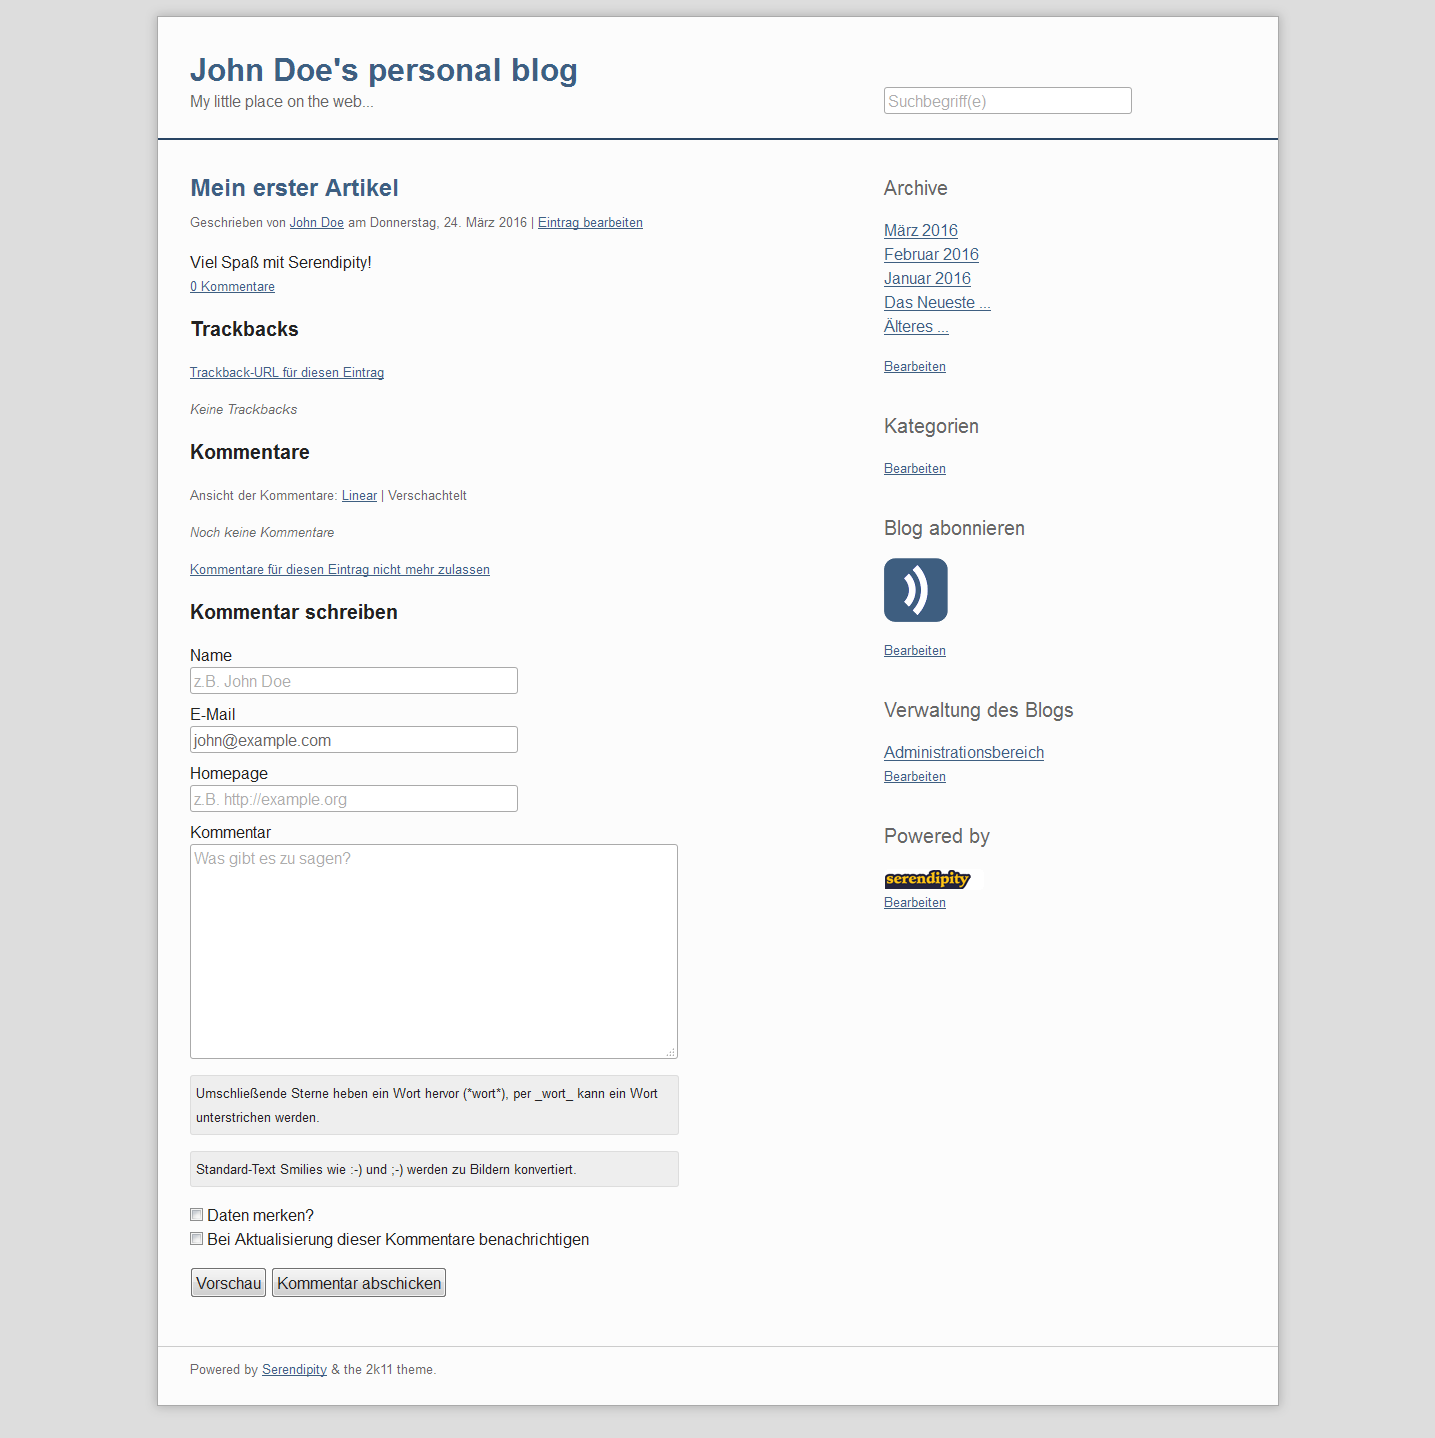 John Doe's personal blog
My little place on the web...
Suchbegriff(e)
Mein erster Artikel
Geschrieben von John Doe am Donnerstag, 24. März 2016 | Eintrag bearbeiten
Viel Spaß mit Serendipity!
0 Kommentare
Trackbacks
Trackback-URL für diesen Eintrag
Keine Trackbacks
Kommentare
Ansicht der Kommentare: Linear | Verschachtelt
Noch keine Kommentare
Kommentare für diesen Eintrag nicht mehr zulassen
Kommentar schreiben
Name
z.B. John Doe
E-Mail
john@example.com
Homepage
z.B. http://example.org
Kommentar
Was gibt es zu sagen?
Umschließende Sterne heben ein Wort hervor (*wort*), per _wort_ kann ein Wort
unterstrichen werden.
Standard-Text Smilies wie :-) und ;-) werden zu Bildern konvertiert.
Daten merken?
Bei Aktualisierung dieser Kommentare benachrichtigen
Vorschau Kommentar abschicken
Archive
März 2016
Februar 2016
Januar 2016
Das Neueste ...
Älteres ...
Bearbeiten
Kategorien
Bearbeiten
Blog abonnieren
Bearbeiten
Verwaltung des Blogs
Administrationsbereich
Bearbeiten
Powered by
serendipity
Bearbeiten
Powered by Serendipity & the 2k11 theme.